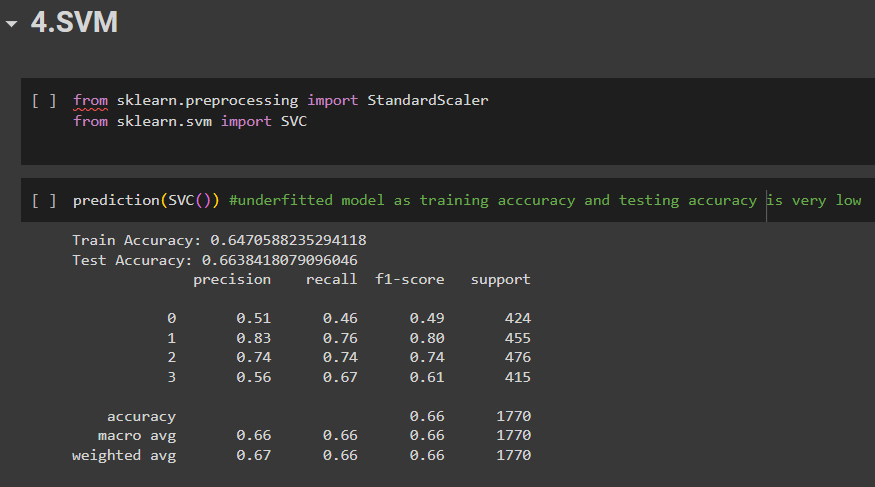 4.SVM
[ ] from sklearn.preprocessing import StandardScaler
from sklearn.svm import SVC
[ ] prediction(SVC()) #underfitted model as training acccuracy and testing accuracy is very low
Train Accuracy: 0.6470588235294118
Test Accuracy: 0.6638418079096046
precision recall f1-score support
0 0.51 0.46 0.49 424
1 0.83 0.76 0.80 455
2 0.74 0.74 0.74 476
3 0.56 0.67 0.61 415
accuracy 0.66 1770
macro avg 0.66 0.66 0.66 1770
weighted avg 0.67 0.66 0.66 1770